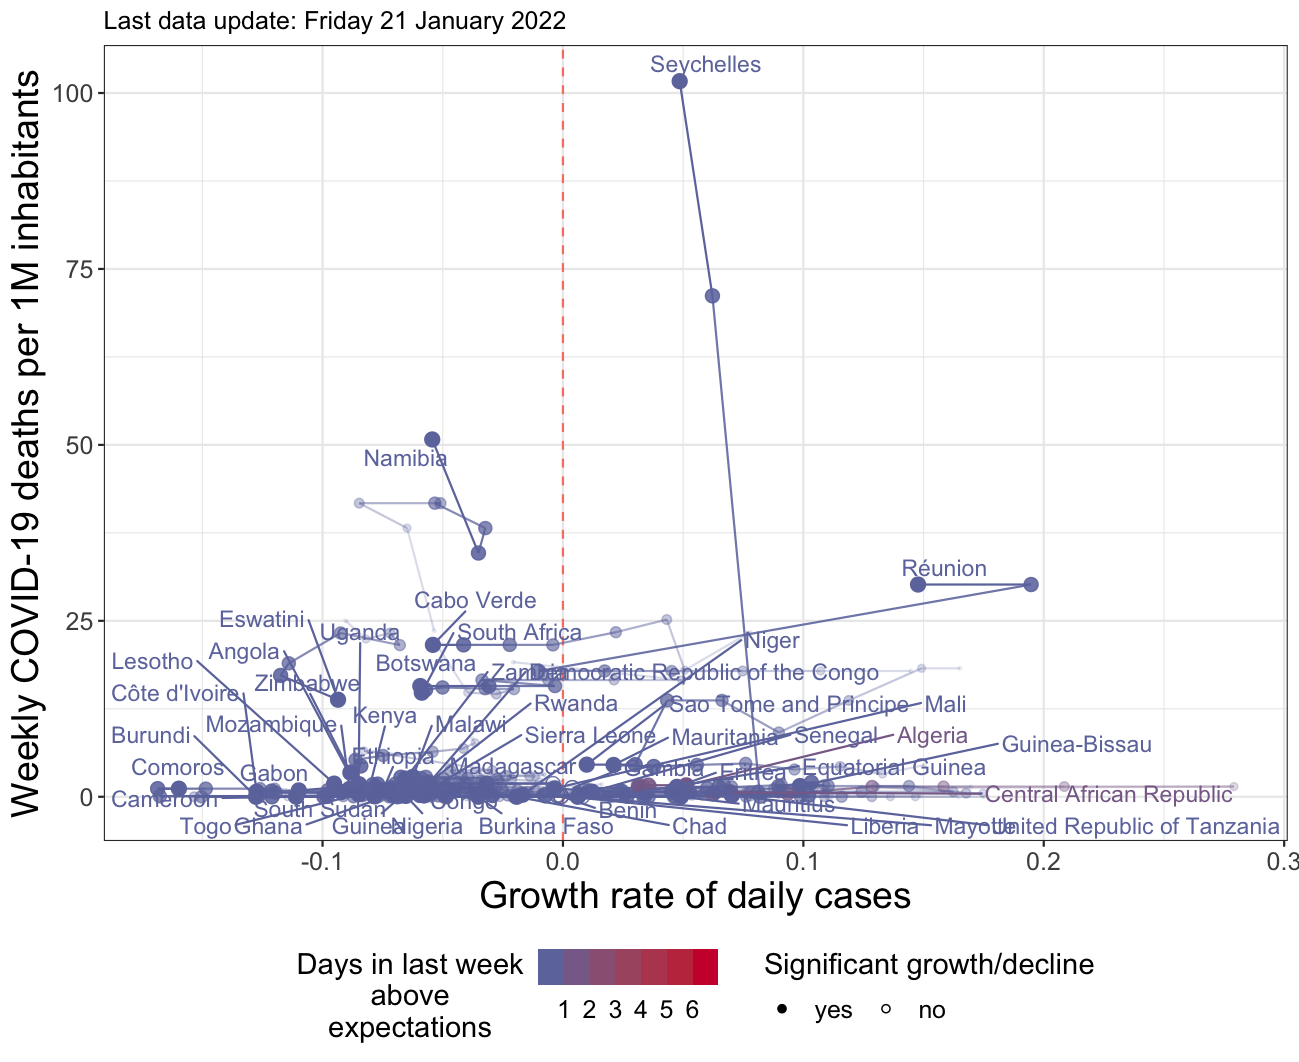 Last data update: Friday 21 January 2022
Weekly COVID-19 deaths per 1M inhabitants
100
75
50
25
0
Seychelles
Namibia
Réunion
Cabo Verde
Eswatini
Uganda
South Africa
Niger
Angola
Lesotho
Botswana
Zambia
Democratic Republic of the Congo
Zimbabwe
Côte d'Ivoire
Rwanda
Sao Tome and Principe
Mali
Kenya
Mozambique
Malawi
Burundi
Sierra Leone
Mauritania
Senegal
Algeria
Guinea-Bissau
Ethiopia
Comoros
Gabon
Madagascar
Gambia
Eritrea
Equatorial Guinea
Cameroon
South Sudan
Congo
Benin
Mauritius
Central African Republic
Togo
Ghana
Guinea
Nigeria
Burkina Faso
Chad
Liberia
Mayotte
United Republic of Tanzania
-0.1
0.0
0.1
0.2
0.3
Growth rate of daily cases
Days in last week
above
expectations
1 2 3 4 5 6
Significant growth/decline
yes
no